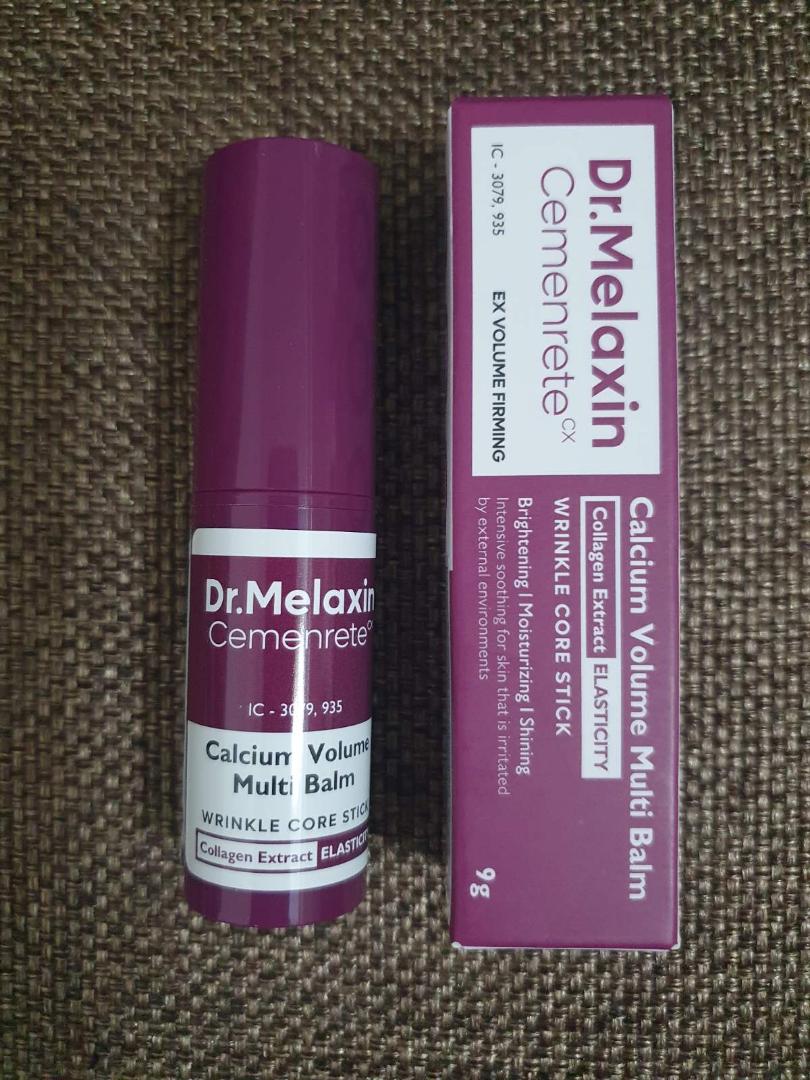 Dr.Melaxin
Cemenrete
IC - 3079, 935
Calcium Volume
Multi Balm
WRINKLE CORE STICK
Collagen Extract ELASTICITY
Dr.Melaxin
Cemenrete CX
IC - 3079, 935 EX VOLUME FIRMING
Calcium Volume Multi Balm
Collagen Extract ELASTICITY
WRINKLE CORE STICK
Brightening I Moisturizing I Shining
Intensive soothing for skin that is irritated
by external environments
9g